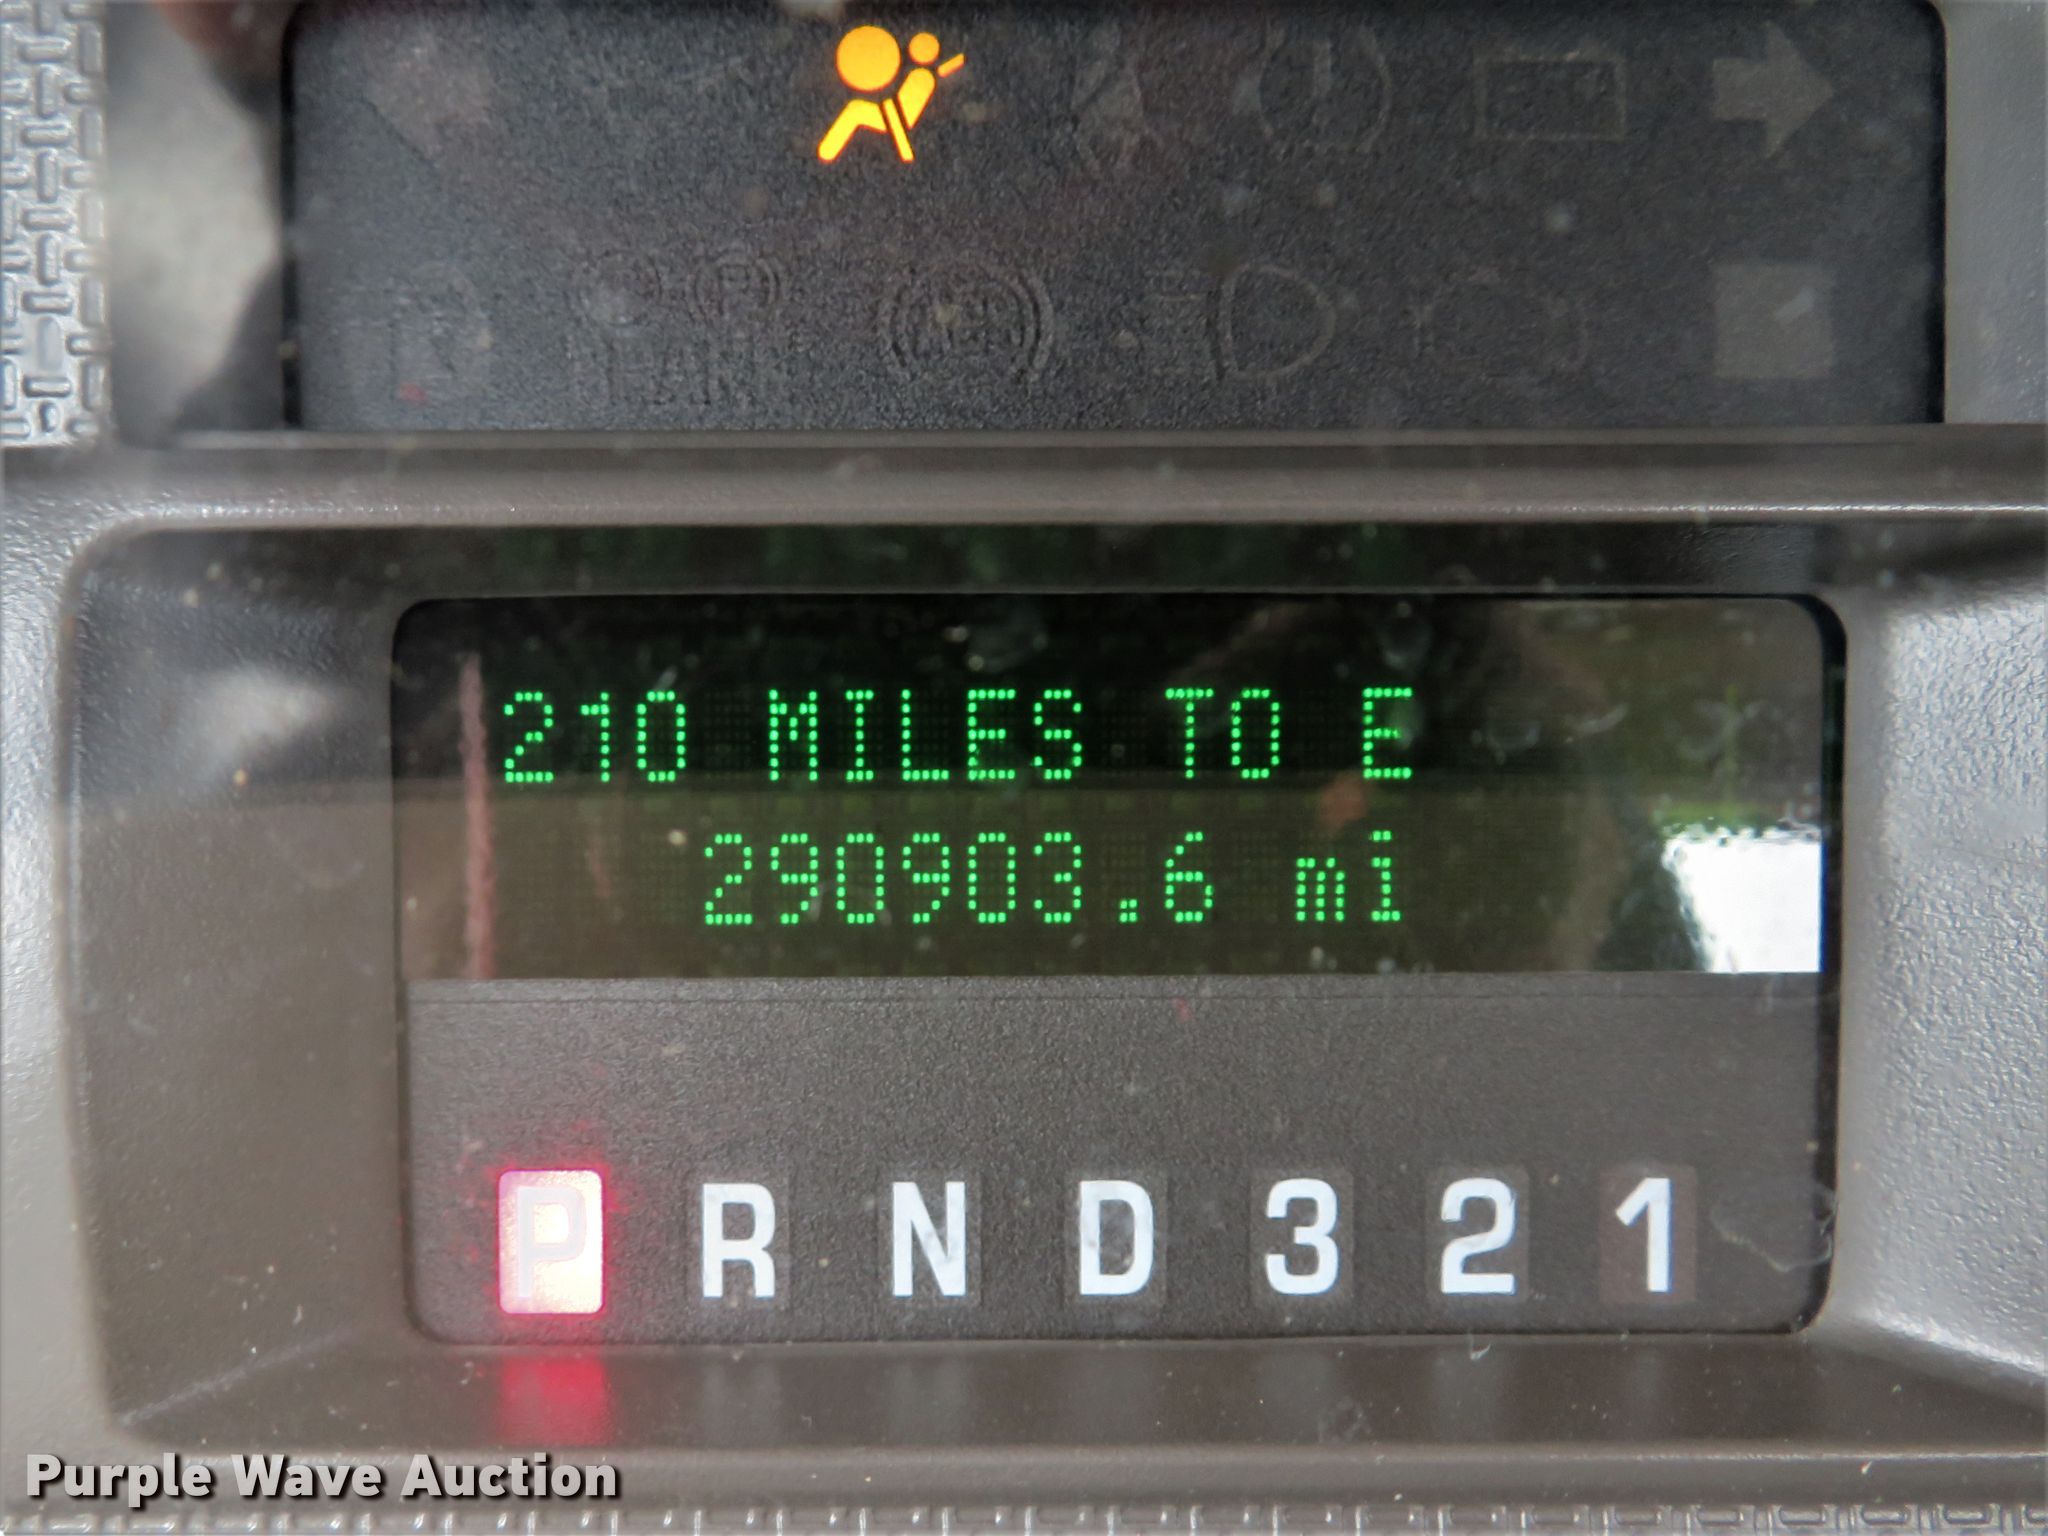 210 MILES TO E
290903.6 mi
P R N D 3 2 1
Purple Wave Auction